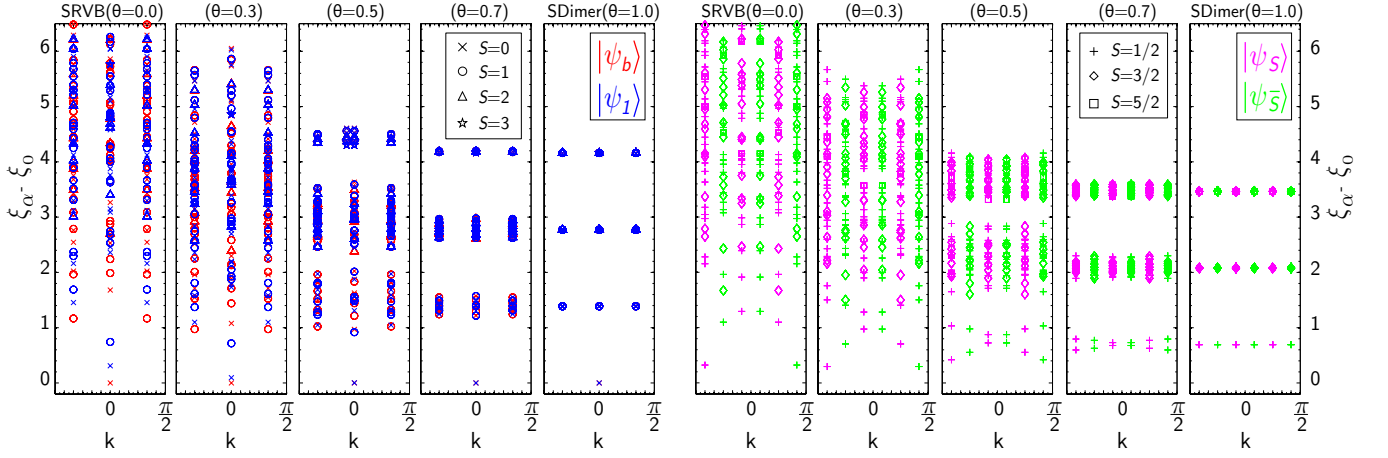 SRVB(θ=0.0) (θ=0.3) (θ=0.5) (θ=0.7) SDimer(θ=1.0) SRVB(θ=0.0) (θ=0.3) (θ=0.5) (θ=0.7) SDimer(θ=1.0)
ξα- ξ0
6
5
4
3
2
1
0
× S=0
○ S=1
△ S=2
☆ S=3
|ψb⟩
|ψ1⟩
+ S=1/2
◇ S=3/2
□ S=5/2
|ψS⟩
|ψS̄⟩
6
5
4
3
2
1
0
ξα- ξ0
0 π/2 0 π/2 0 π/2 0 π/2 0 π/2 0 π/2 0 π/2 0 π/2 0 π/2 0 π/2
k k k k k k k k k k